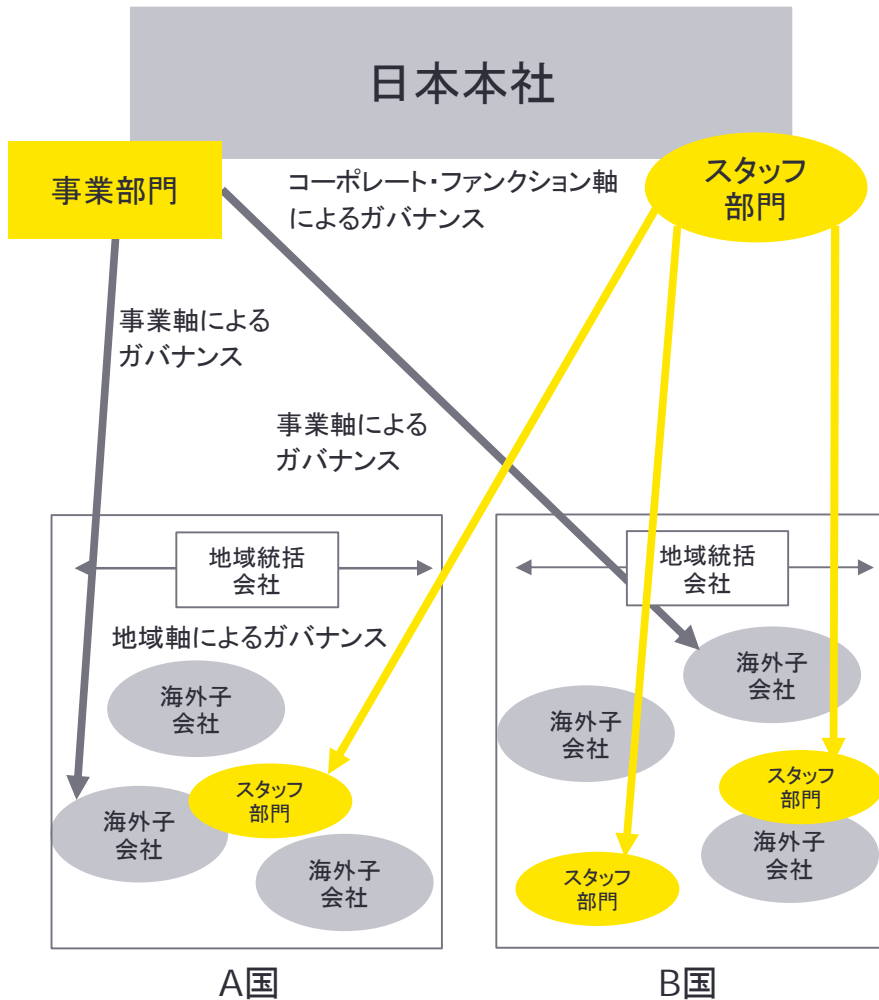 日本本社
事業部門
コーポレート・ファンクション軸
によるガバナンス
スタッフ
部門
事業軸による
ガバナンス
事業軸による
ガバナンス
地域統括
会社
地域軸によるガバナンス
海外子
会社
海外子
会社
スタッフ
部門
海外子
会社
A国
地域統括
会社
海外子
会社
海外子
会社
スタッフ
部門
海外子
会社
スタッフ
部門
B国